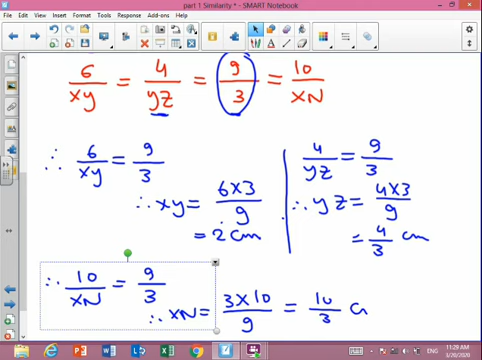 part 1 Similarity * - SMART Notebook
File Edit View Insert Format Tools Add-ons Response Help
6/xy = 4/yz = 9/3 = 10/XN
∴ 6/xy = 9/3
∴ xy = 6×3/9
= 2 cm
4/yz = 9/3
∴ yz = 4×3/9
= 4/3 cm
∴ 10/XN = 9/3
∴ XN = 3×10/9 = 10/3 c
ENG
11:29 AM
3/20/2020